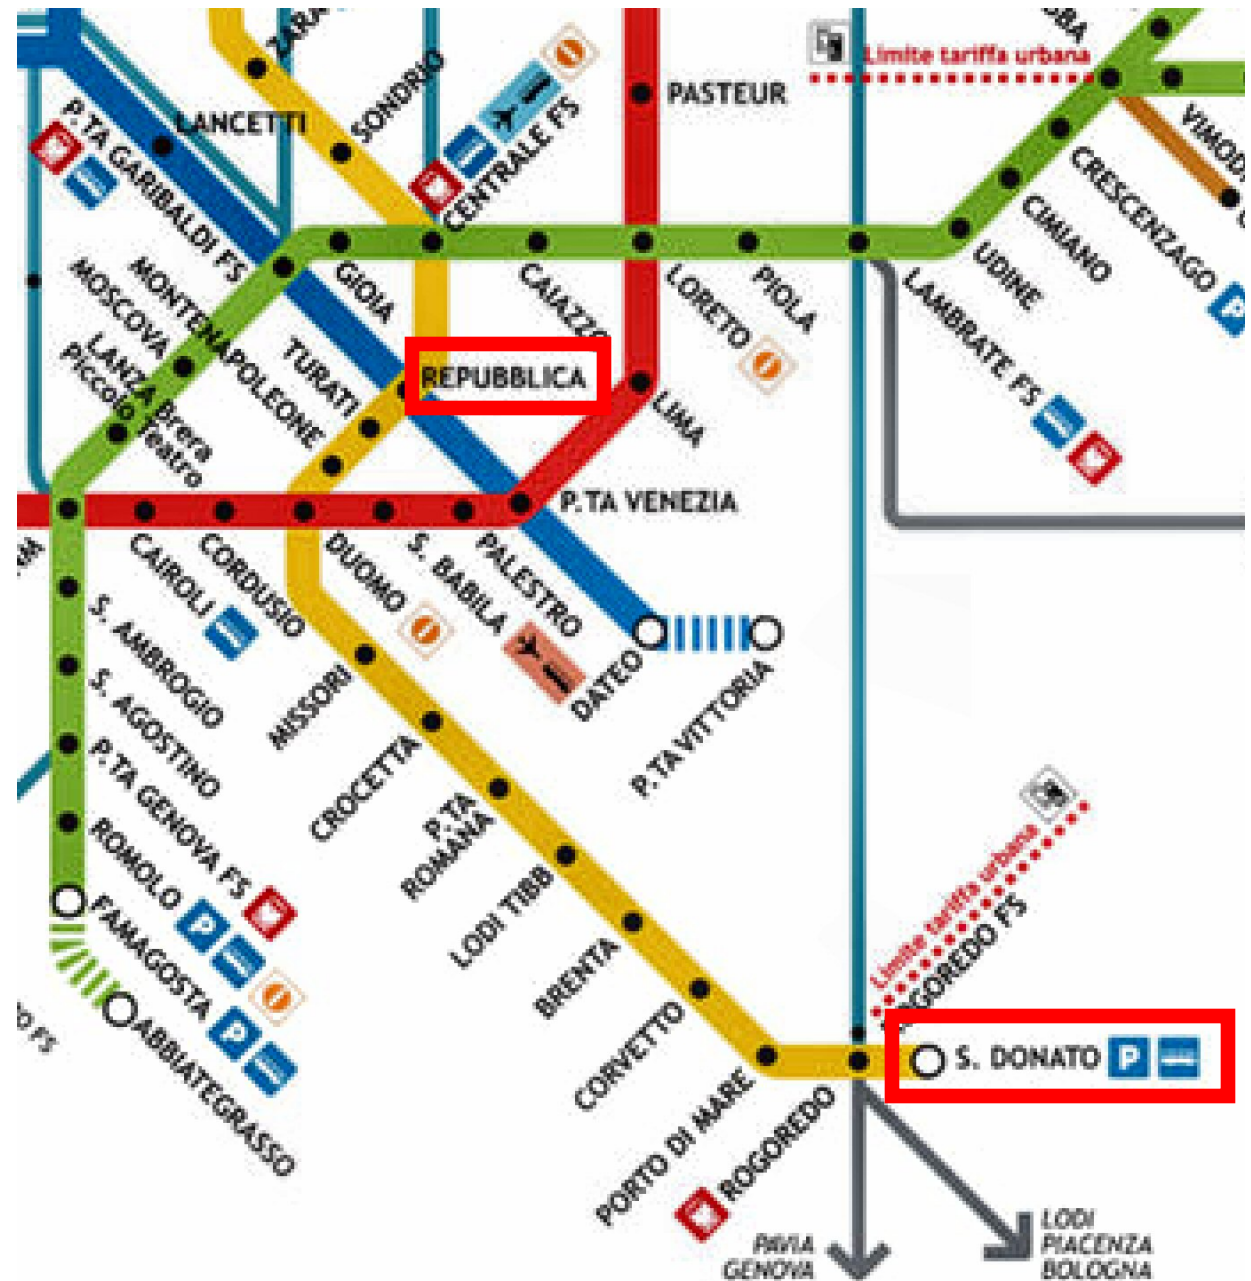 ZARA
SONDRIO
CENTRALE FS
PASTEUR
Limite tariffa urbana
LANCETTI
P.TA GARIBALDI FS
CRESCENZAGO
P
CIMIANO
UDINE
LAMBRATE FS
PIOLA
LORETO
CAIAZZO
GIOIA
MOSCOVA
MONTENAPOLEONE
TURATI
REPUBBLICA
LIMA
LANZA Brera
Piccolo Teatro
P.TA VENEZIA
CAIROLI
CORDUSIO
DUOMO
S. BABILA
PALESTRO
DATEO
P.TA VITTORIA
S. AMBROGIO
S. AGOSTINO
P.TA GENOVA FS
ROMOLO P
FAMAGOSTA P
ABBIATEGRASSO
MISSORI
CROCETTA
P.TA
ROMANA
LODI TIBB
BRENTA
CORVETTO
PORTO DI MARE
ROGOREDO
Limite tariffa urbana
ROGOREDO FS
S. DONATO P
PAVIA
GENOVA
LODI
PIACENZA
BOLOGNA